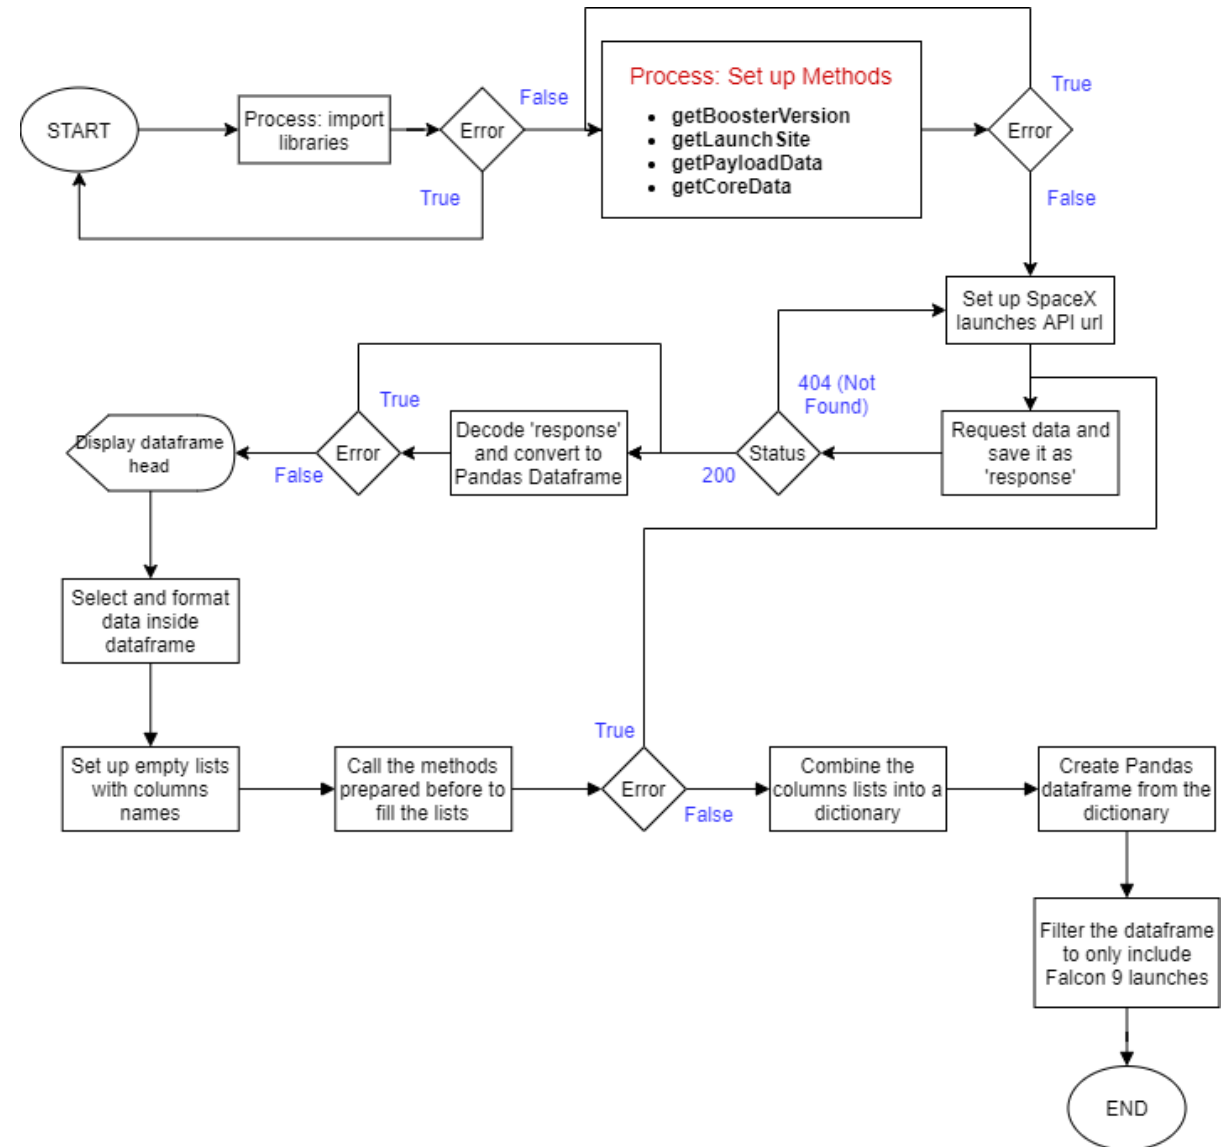 START
Process: import
libraries
Error
False
True
Process: Set up Methods
• getBoosterVersion
• getLaunchSite
• getPayloadData
• getCoreData
True
Error
False
Set up SpaceX
launches API url
Request data and
save it as
'response'
404 (Not
Found)
Status
200
Decode 'response'
and convert to
Pandas Dataframe
True
Error
False
Display dataframe
head
Select and format
data inside
dataframe
Set up empty lists
with columns
names
Call the methods
prepared before to
fill the lists
True
Error
False
Combine the
columns lists into a
dictionary
Create Pandas
dataframe from the
dictionary
Filter the dataframe
to only include
Falcon 9 launches
END